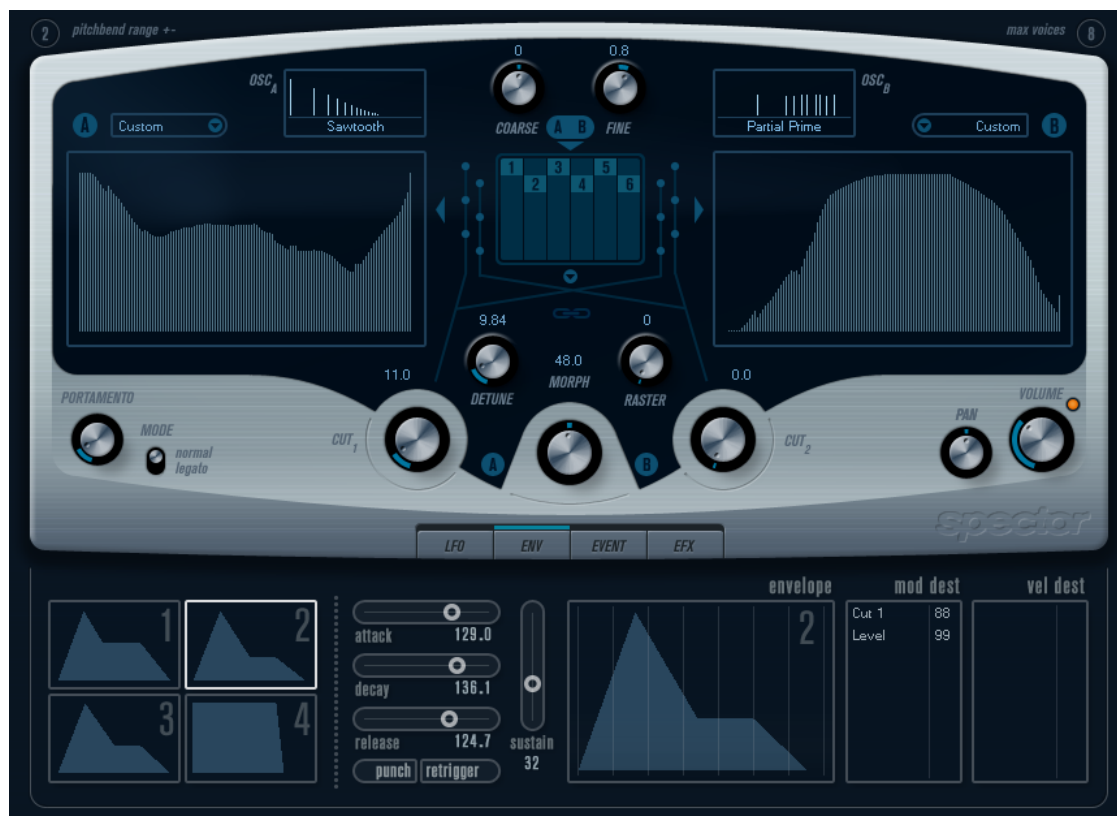 2 pitchbend range +- max voices 8
0 0.8
OSC A OSC B
A Custom Sawtooth COARSE A B FINE Partial Prime Custom B
1 3 5
2 4 6
9.84 0
48.0
11.0 MORPH 0.0
DETUNE RASTER
PORTAMENTO VOLUME
MODE PAN
normal CUT 1 CUT 2
legato A B
spector
LFO ENV EVENT EFX
envelope mod dest vel dest
1 2 2 Cut 1 88
attack 129.0 Level 99
decay 136.1
3 4
release 124.7 sustain
punch retrigger 32